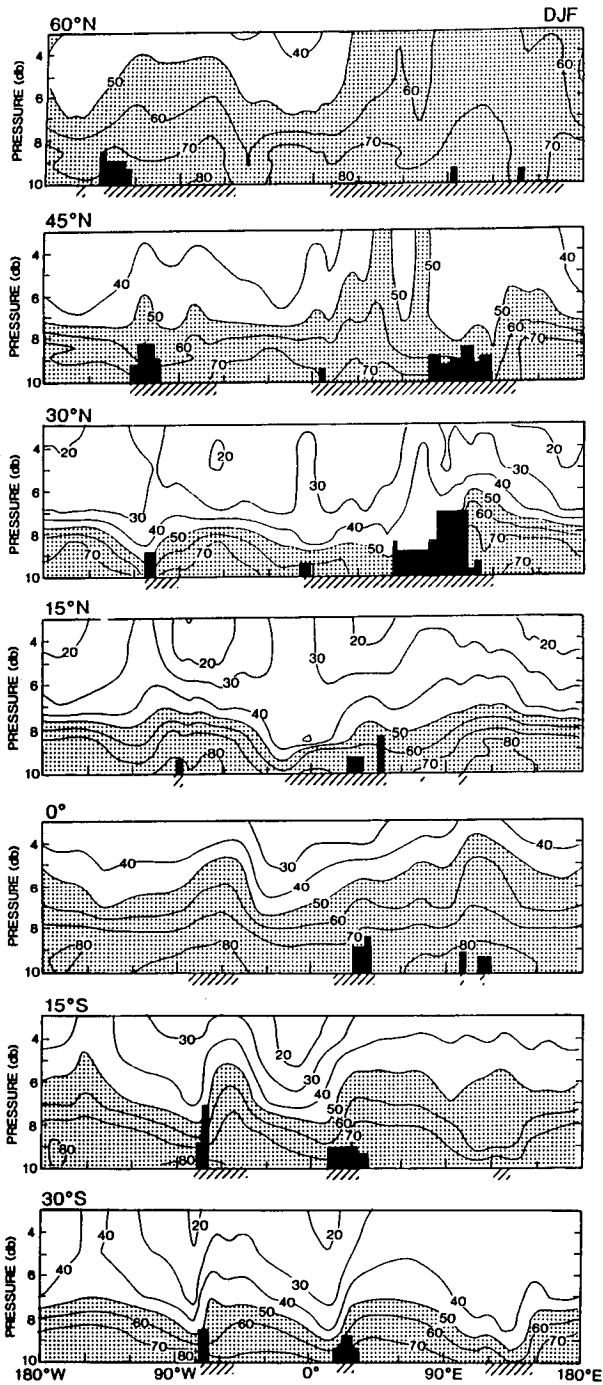 60°N DJF
PRESSURE (db)
4 40
50 60
6 60
8 70 70 70
10 80 80
45°N
PRESSURE (db)
4 40 40
50 50
6 50 50
8 60 60
10 70 70 70
30°N
PRESSURE (db)
4 20 20 20
30 30
6 40
30 40 40 50
8 50 50 60
10 70 70 70
15°N
PRESSURE (db)
4 20 20 30 20
6 30
40
8 50
60
10 80 70 80
0°
PRESSURE (db)
4 40 30 40
6 40
50
60
8 70
10 80 80 80
15°S
PRESSURE (db)
4 30 20
6 30
40
8 50
60
70
10 80 80
30°S
PRESSURE (db)
4 40 20 20
6 40 30
8 50 40
60 50 60
10 70 70 70
180°W 90°W 0° 90°E 180°E